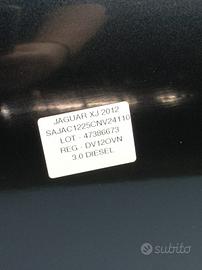 JAGUAR XJ 2012
SAJAC1225CNV24110
LOT - 47386673
REG - DV12OVN
3.0 DIESEL
subito